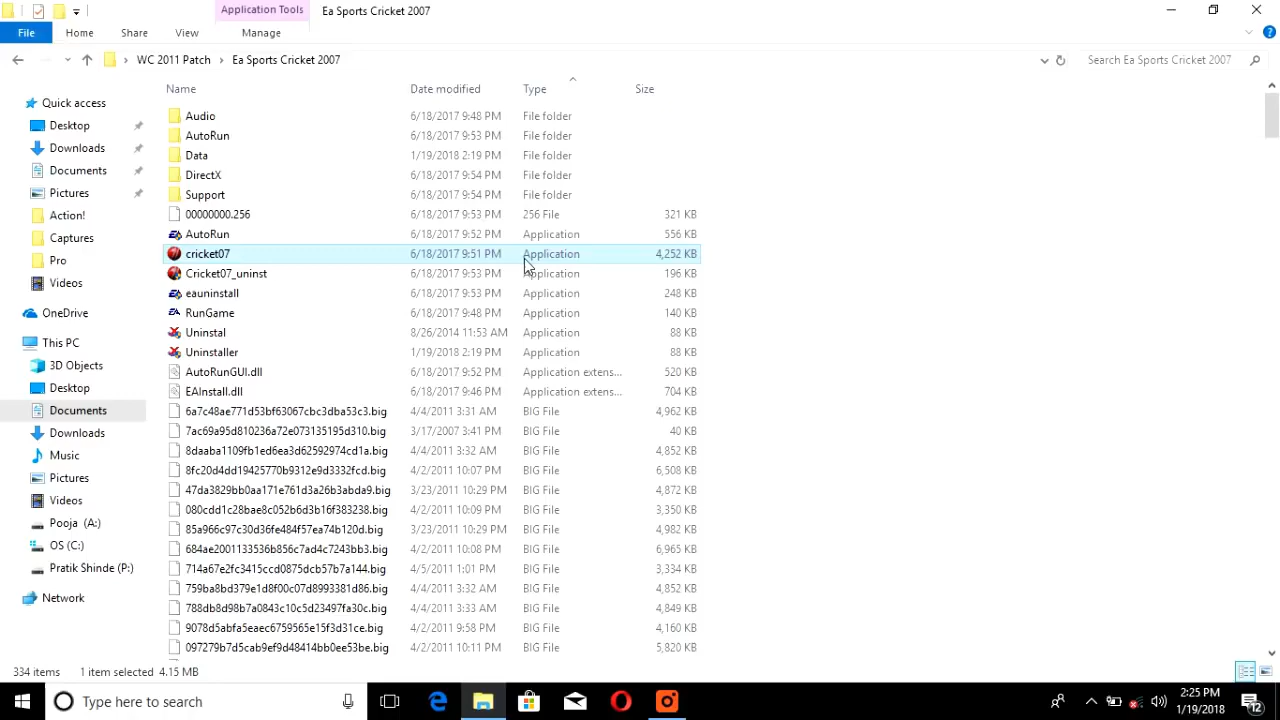 Application Tools
Ea Sports Cricket 2007
File
Home
Share
View
Manage
WC 2011 Patch
Ea Sports Cricket 2007
Search Ea Sports Cricket 2007
Name Date modified Type Size
Quick access
Desktop
Downloads
Documents
Pictures
Action!
Captures
Pro
Videos
OneDrive
This PC
3D Objects
Desktop
Documents
Downloads
Music
Pictures
Videos
Pooja (A:)
OS (C:)
Pratik Shinde (P:)
Network
Audio 6/18/2017 9:48 PM File folder
AutoRun 6/18/2017 9:53 PM File folder
Data 1/19/2018 2:19 PM File folder
DirectX 6/18/2017 9:54 PM File folder
Support 6/18/2017 9:54 PM File folder
00000000.256 6/18/2017 9:53 PM 256 File 321 KB
AutoRun 6/18/2017 9:52 PM Application 556 KB
cricket07 6/18/2017 9:51 PM Application 4,252 KB
Cricket07_uninst 6/18/2017 9:53 PM Application 196 KB
eauninstall 6/18/2017 9:53 PM Application 248 KB
RunGame 6/18/2017 9:48 PM Application 140 KB
Uninstal 8/26/2014 11:53 AM Application 88 KB
Uninstaller 1/19/2018 2:19 PM Application 88 KB
AutoRunGUI.dll 6/18/2017 9:52 PM Application extens... 520 KB
EAInstall.dll 6/18/2017 9:46 PM Application extens... 704 KB
6a7c48ae771d53bf63067cbc3dba53c3.big 4/4/2011 3:31 AM BIG File 4,962 KB
7ac69a95d810236a72e073135195d310.big 3/17/2007 3:41 PM BIG File 40 KB
8daaba1109fb1ed6ea3d62592974cd1a.big 4/4/2011 3:32 AM BIG File 4,852 KB
8fc20d4dd19425770b9312e9d3332fcd.big 4/2/2011 10:07 PM BIG File 6,508 KB
47da3829bb0aa171e761d3a26b3abda9.big 3/23/2011 10:29 PM BIG File 4,872 KB
080cdd1c28bae8c052b6d3b16f383238.big 4/2/2011 10:09 PM BIG File 3,350 KB
85a966c97c30d36fe484f57ea74b120d.big 3/23/2011 10:29 PM BIG File 4,982 KB
684ae2001133536b856c7ad4c7243bb3.big 4/2/2011 10:08 PM BIG File 6,965 KB
714a67e2fc3415ccd0875dcb57b7a144.big 4/5/2011 1:01 PM BIG File 3,334 KB
759ba8bd379e1d8f00c07d8993381d86.big 4/4/2011 3:32 AM BIG File 4,852 KB
788db8d98b7a0843c10c5d23497fa30c.big 4/4/2011 3:33 AM BIG File 4,849 KB
9078d5abfa5eaec6759565e15f3d31ce.big 4/2/2011 9:58 PM BIG File 4,160 KB
097279b7d5cab9ef9d48414bb0ee53be.big 4/2/2011 10:11 PM BIG File 5,820 KB
334 items 1 item selected 4.15 MB
Type here to search
2:25 PM
1/19/2018
12